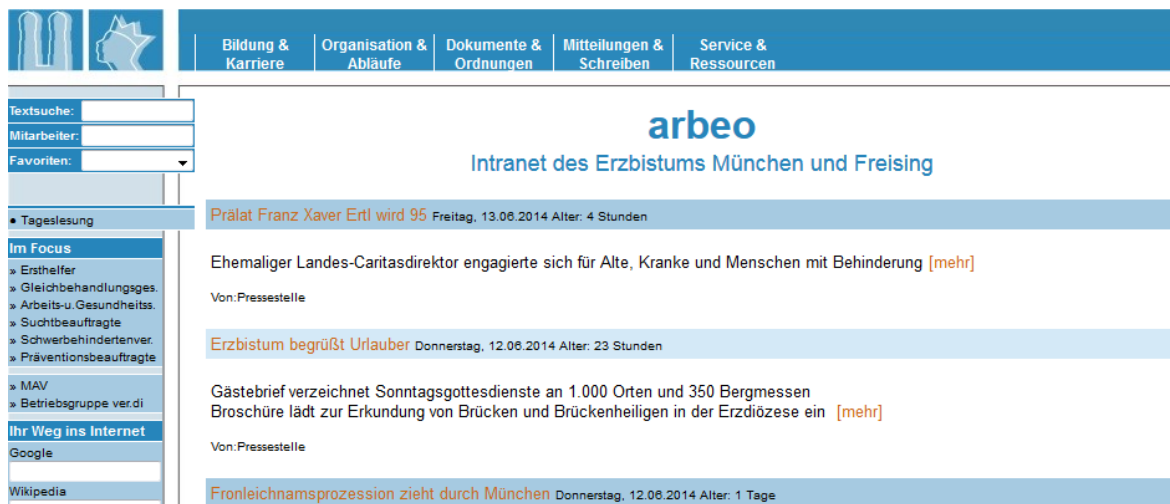 Bildung & Karriere
Organisation & Abläufe
Dokumente & Ordnungen
Mitteilungen & Schreiben
Service & Ressourcen
Textsuche:
Mitarbeiter:
Favoriten:
• Tageslesung
Im Focus
» Ersthelfer
» Gleichbehandlungsges.
» Arbeits-u.Gesundheitss.
» Suchtbeauftragte
» Schwerbehindertenver.
» Präventionsbeauftragte
» MAV
» Betriebsgruppe ver.di
Ihr Weg ins Internet
Google
Wikipedia
arbeo
Intranet des Erzbistums München und Freising
Prälat Franz Xaver Ertl wird 95 Freitag, 13.06.2014 Alter: 4 Stunden
Ehemaliger Landes-Caritasdirektor engagierte sich für Alte, Kranke und Menschen mit Behinderung [mehr]
Von:Pressestelle
Erzbistum begrüßt Urlauber Donnerstag, 12.06.2014 Alter: 23 Stunden
Gästebrief verzeichnet Sonntagsgottesdienste an 1.000 Orten und 350 Bergmessen
Broschüre lädt zur Erkundung von Brücken und Brückenheiligen in der Erzdiözese ein [mehr]
Von:Pressestelle
Fronleichnamsprozession zieht durch München Donnerstag, 12.06.2014 Alter: 1 Tage